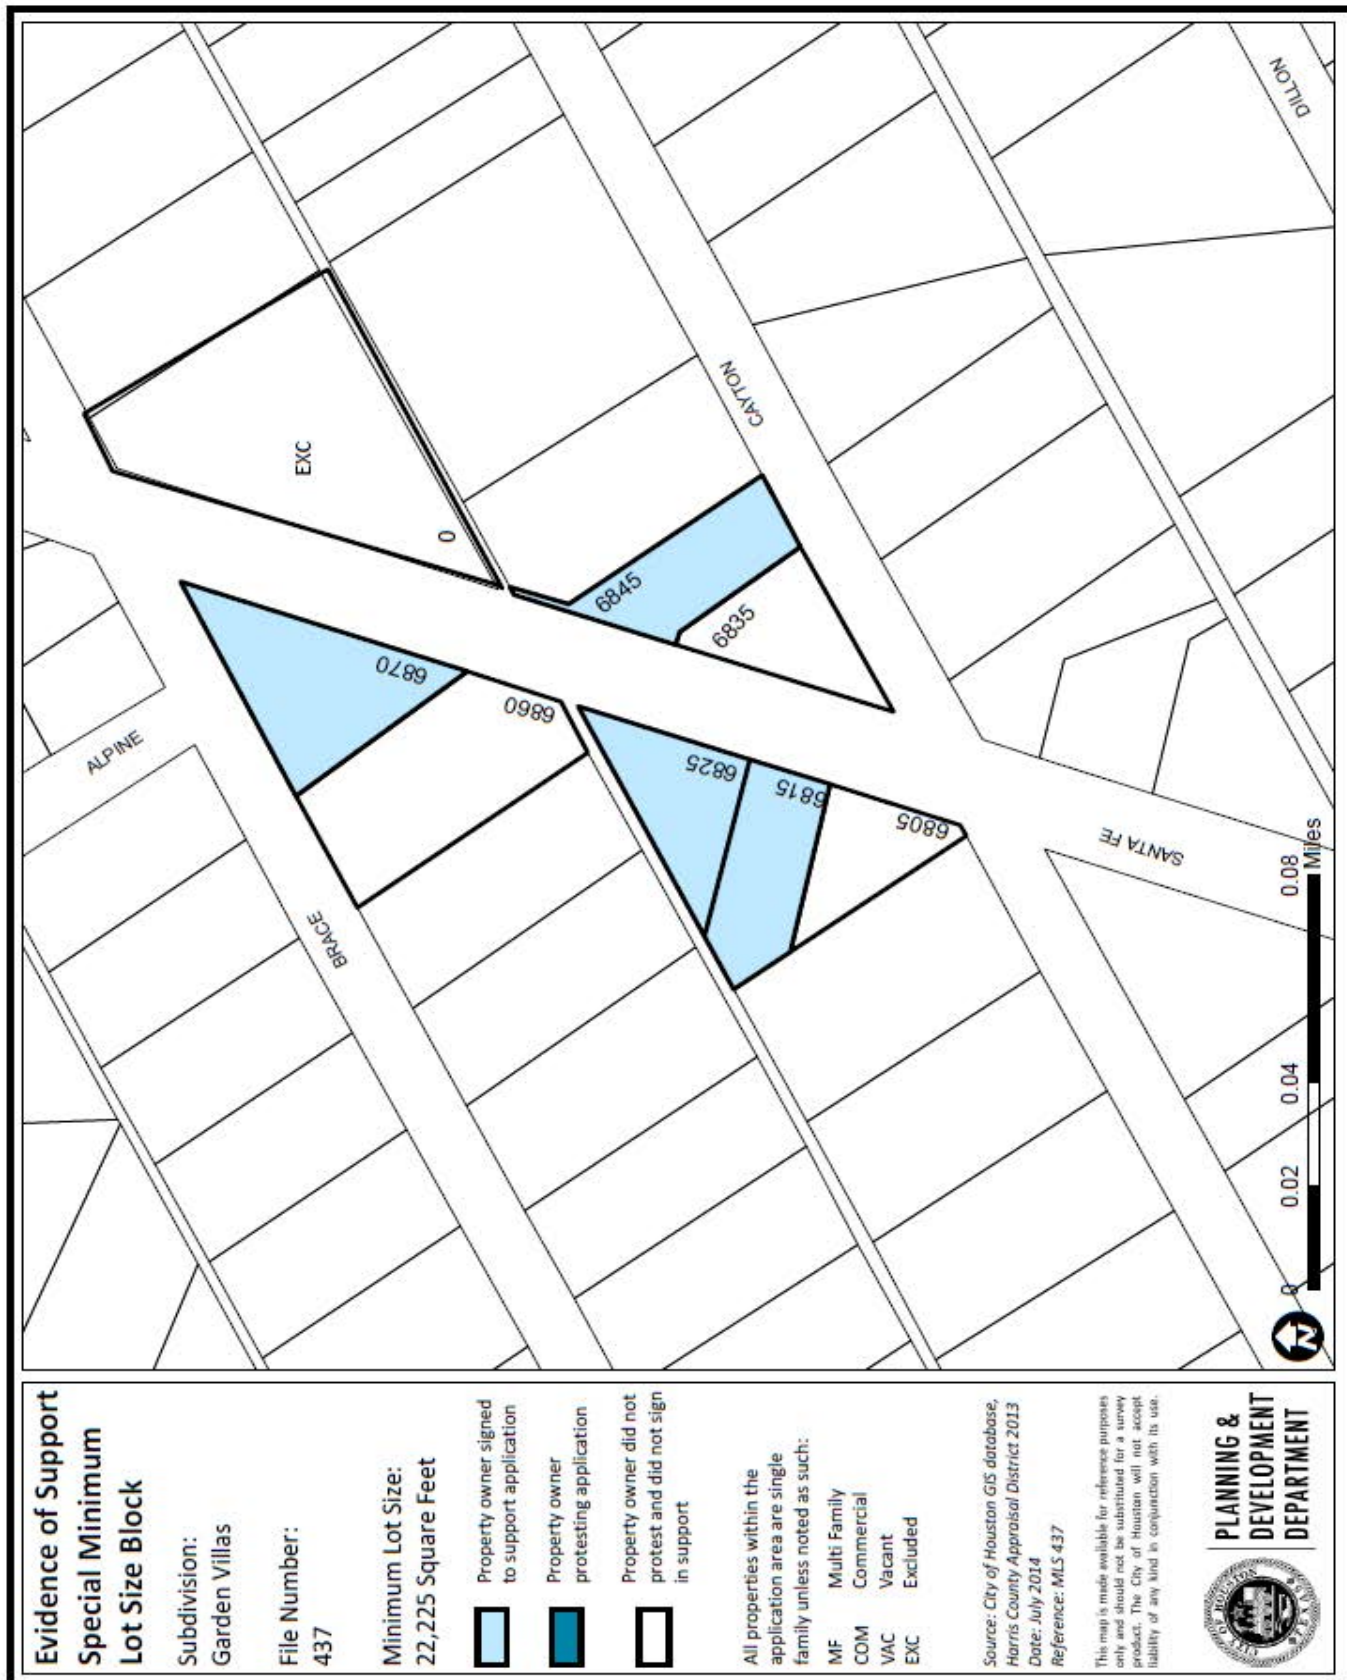 Evidence of Support
Special Minimum
Lot Size Block
Subdivision:
Garden Villas
File Number:
437
Minimum Lot Size:
22,225 Square Feet
Property owner signed
to support application
Property owner
protesting application
Property owner did not
protest and did not sign
in support
All properties within the
application area are single
family unless noted as such:
MF Multi Family
COM Commercial
VAC Vacant
EXC Excluded
Source: City of Houston GIS database,
Harris County Appraisal District 2013
Date: July 2014
Reference: MLS 437
This map is made available for reference purposes
only and should not be substituted for a survey
product. The City of Houston will not accept
liability of any kind in conjunction with its use.
CITY OF HOUSTON
TEXAS
PLANNING &
DEVELOPMENT
DEPARTMENT
ALPINE
BRACE
EXC
0
6870
6860
6845
6835
6825
6815
6805
CAYTON
DILLON
SANTA FE
N
0 0.02 0.04 0.08
Miles